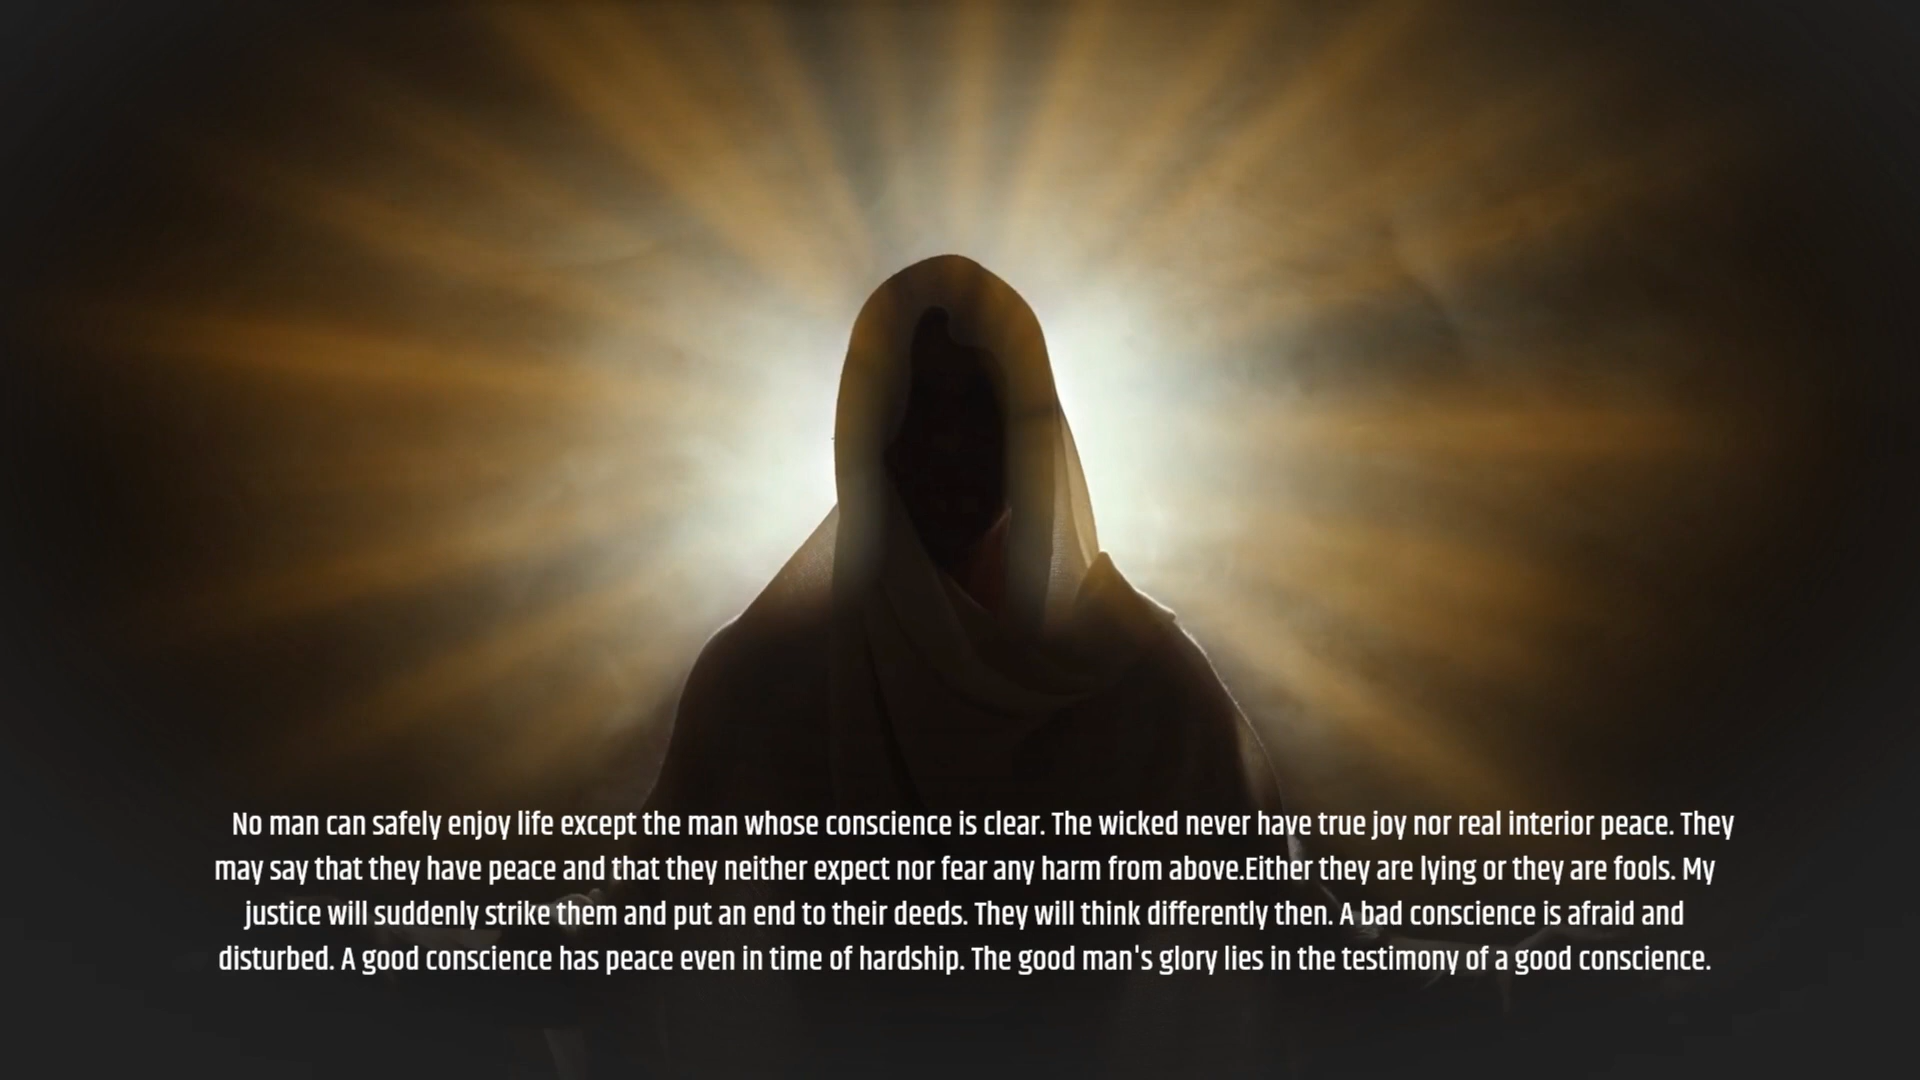 No man can safely enjoy life except the man whose conscience is clear. The wicked never have true joy nor real interior peace. They
may say that they have peace and that they neither expect nor fear any harm from above.Either they are lying or they are fools. My
justice will suddenly strike them and put an end to their deeds. They will think differently then. A bad conscience is afraid and
disturbed. A good conscience has peace even in time of hardship. The good man's glory lies in the testimony of a good conscience.